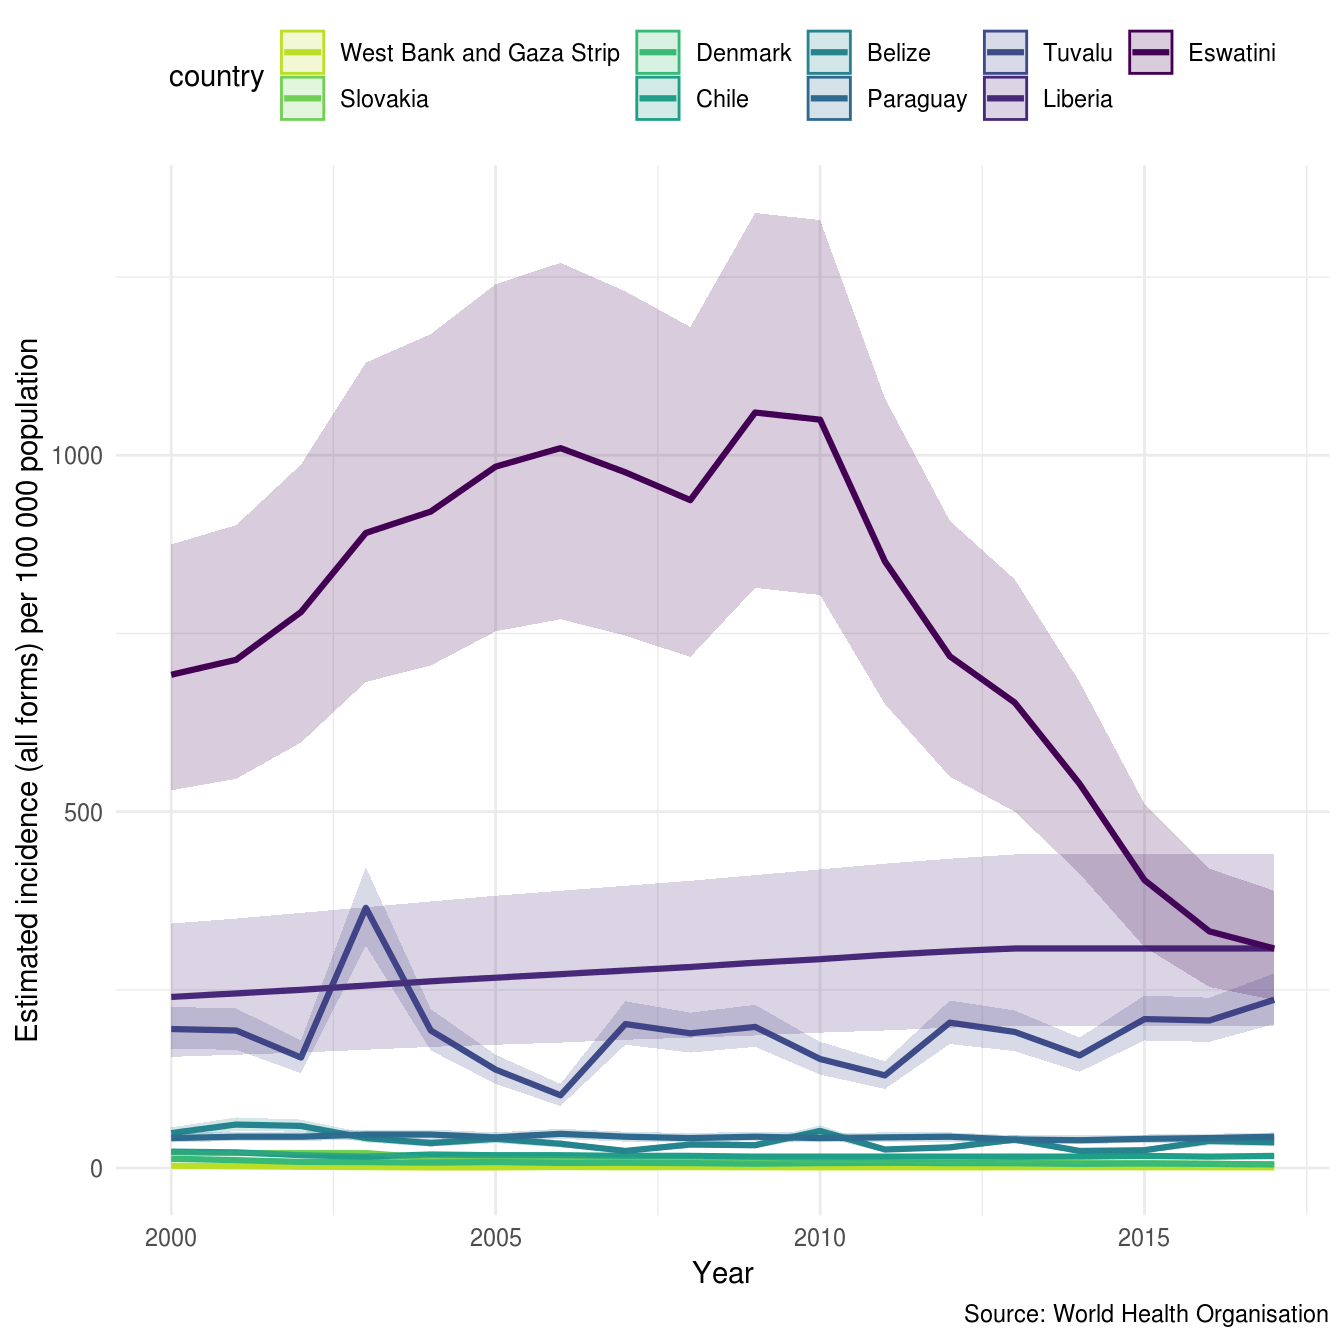 country
West Bank and Gaza Strip
Slovakia
Denmark
Chile
Belize
Paraguay
Tuvalu
Liberia
Eswatini
Estimated incidence (all forms) per 100 000 population
1000
500
0
2000 2005 2010 2015
Year
Source: World Health Organisation